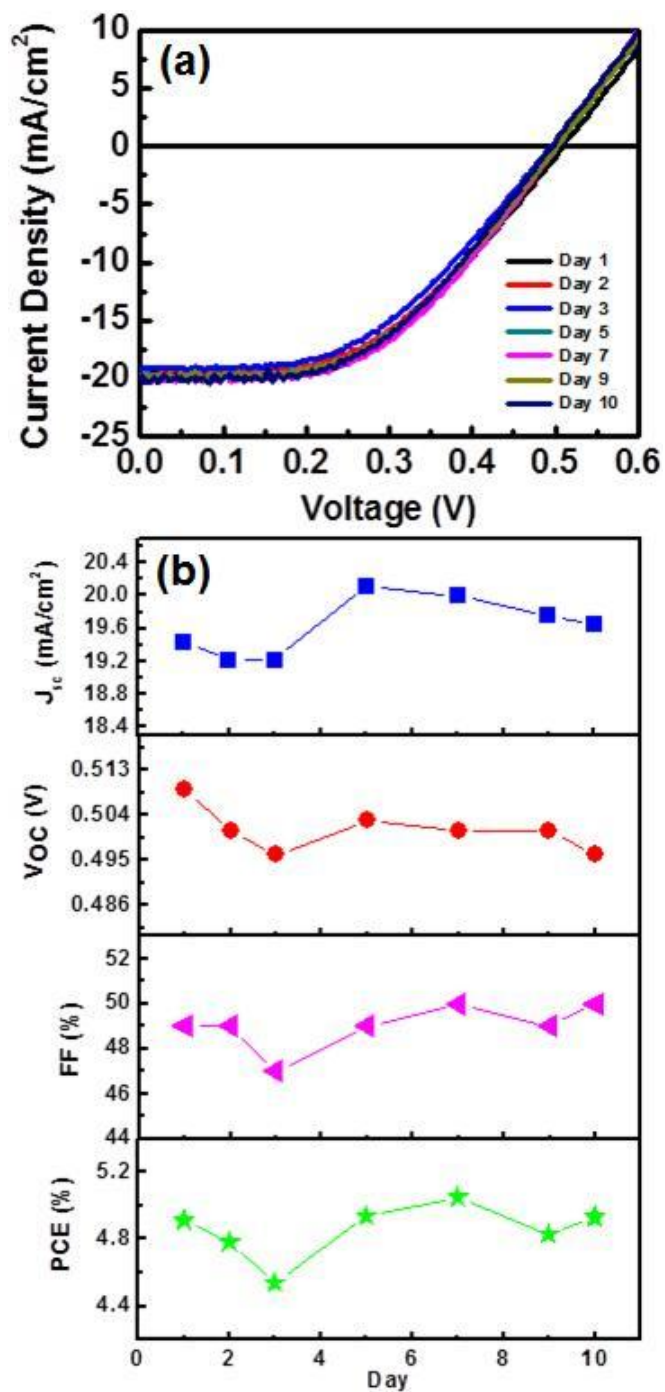 (a)
Current Density (mA/cm²)
10
5
0
-5
-10
-15
-20
-25
Day 1
Day 2
Day 3
Day 5
Day 7
Day 9
Day 10
0.0 0.1 0.2 0.3 0.4 0.5 0.6
Voltage (V)
(b)
Jsc (mA/cm²)
20.4
20.0
19.6
19.2
18.8
18.4
VOC (V)
0.513
0.504
0.495
0.486
FF (%)
52
50
48
46
44
PCE (%)
5.2
4.8
4.4
0 2 4 6 8 10
Day